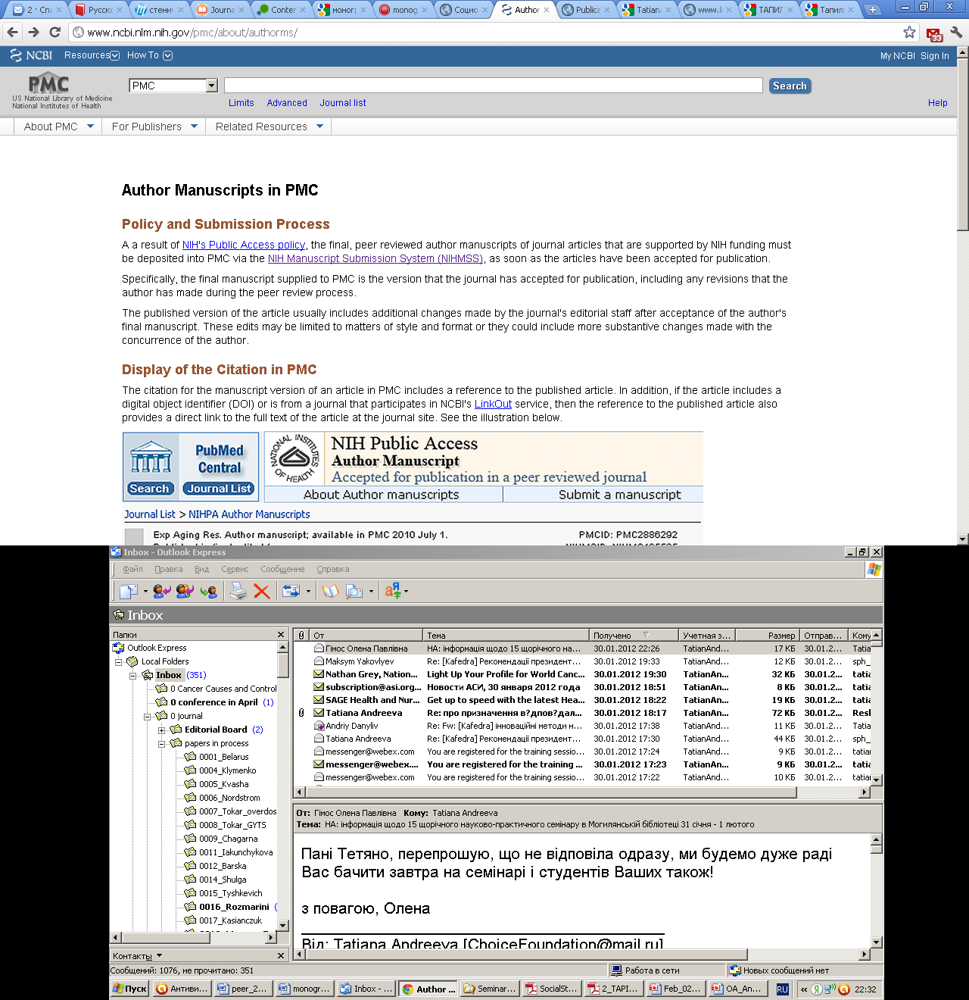 2 · Спа
Русско
стенич
Journa
Conter
моногр
monog
Социо
Author
Publica
Tatian
www.li
ТАПИЛ
Тапил
www.ncbi.nlm.nih.gov/pmc/about/authorms/
33
NCBI Resources How To My NCBI Sign In
PMC
US National Library of Medicine
National Institutes of Health
PMC Search
Limits Advanced Journal list Help
About PMC For Publishers Related Resources
Author Manuscripts in PMC
Policy and Submission Process
A a result of NIH's Public Access policy, the final, peer reviewed author manuscripts of journal articles that are supported by NIH funding must
be deposited into PMC via the NIH Manuscript Submission System (NIHMSS), as soon as the articles have been accepted for publication.
Specifically, the final manuscript supplied to PMC is the version that the journal has accepted for publication, including any revisions that the
author has made during the peer review process.
The published version of the article usually includes additional changes made by the journal's editorial staff after acceptance of the author's
final manuscript. These edits may be limited to matters of style and format or they could include more substantive changes made with the
concurrence of the author.
Display of the Citation in PMC
The citation for the manuscript version of an article in PMC includes a reference to the published article. In addition, if the article includes a
digital object identifier (DOI) or is from a journal that participates in NCBI's LinkOut service, then the reference to the published article also
provides a direct link to the full text of the article at the journal site. See the illustration below.
PubMed
Central
Search Journal List
NATIONAL INSTITUTES OF HEALTH
NIH Public Access
Author Manuscript
Accepted for publication in a peer reviewed journal
About Author manuscripts Submit a manuscript
Journal List > NIHPA Author Manuscripts
Exp Aging Res. Author manuscript; available in PMC 2010 July 1. PMCID: PMC2886292
Inbox - Outlook Express
Файл Правка Вид Сервис Сообщение Справка
Inbox
Папки
Outlook Express
Local Folders
Inbox (351)
0 Cancer Causes and Control
0 conference in April (1)
0 journal
Editorial Board (2)
papers in process
0001_Belarus
0004_Klymenko
0005_Kvasha
0006_Nordstrom
0007_Tokar_overdos
0008_Tokar_GYTS
0009_Chagarna
0011_Iakunchykova
0012_Barska
0014_Shulga
0015_Tyshkevich
0016_Rozmarini (
0017_Kasianczuk
Контакты
От Тема Получено Учетная з... Размер Отправ... Кому
Гімос Олена Павлівна НА: інформація щодо 15 щорічного на... 30.01.2012 22:26 TatianAnd... 17 КБ 30.01.2... Tatia
Maksym Yakovlyev Re: [Kafedra] Рекомендації президент... 30.01.2012 19:33 TatianAnd... 12 КБ 30.01.2... sph_
Nathan Grey, Nation... Light Up Your Profile for World Canc... 30.01.2012 19:30 TatianAn... 32 КБ 30.01.2... tatia
subscription@asi.org... Новости АСИ, 30 января 2012 года 30.01.2012 18:51 TatianAn... 8 КБ 30.01.2... tatia
SAGE Health and Nur... Get up to speed with the latest Hea... 30.01.2012 18:22 TatianAn... 19 КБ 30.01.2... tatia
Tatiana Andreeva Re: про призначення в?дпов?дал... 30.01.2012 18:17 TatianAn... 72 КБ 30.01.2... Resl
Andriy Danyliv Re: Fw: [Kafedra] інноваційні методи н... 30.01.2012 17:38 TatianAnd... 11 КБ 30.01.2... tatia
Tatiana Andreeva Re: [Kafedra] Рекомендації президент... 30.01.2012 17:30 TatianAnd... 44 КБ 30.01.2... sph_
messenger@webex.com You are registered for the training sessio... 30.01.2012 17:24 TatianAnd... 9 КБ 30.01.2... tatian
messenger@webex.... You are registered for the training ... 30.01.2012 17:23 TatianAn... 9 КБ 30.01.2... tatiar
messenger@webex.com You are registered for the training sessio... 30.01.2012 17:22 TatianAnd... 10 КБ 30.01.2... tatian
От: Гімос Олена Павлівна Кому: Tatiana Andreeva
Тема: НА: інформація щодо 15 щорічного науково-практичного семінару в Могилянській бібліотеці 31 січня - 1 лютого
Пані Тетяно, перепрошую, що не відповіла одразу, ми будемо дуже раді
Вас бачити завтра на семінарі і студентів Ваших також!
з повагою, Олена
Від: Tatiana Andreeva [ChoiceFoundation@mail.ru]
Сообщений: 1076, не прочитано: 351 Работа в сети Новых сообщений нет
Пуск Антиви... peer_2... monogr... Inbox - ... Author ... Seminar... SocialSt... 2_TAPI... Feb_02... OA_An... RU « 22:32